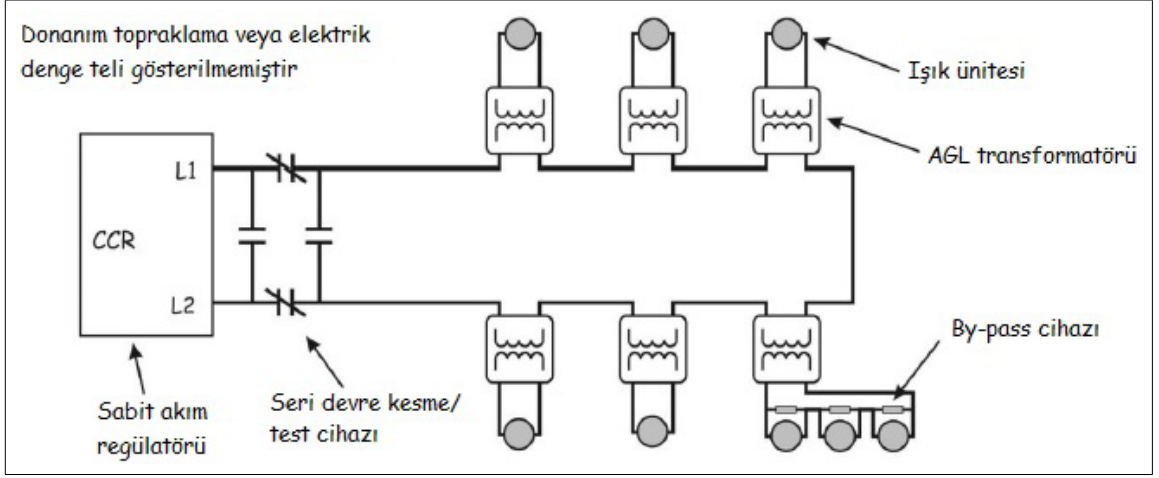 Donanım topraklama veya elektrik
denge teli gösterilmemiştir
Işık ünitesi
AGL transformatörü
L1
CCR
L2
By-pass cihazı
Sabit akım
regülatörü
Seri devre kesme/
test cihazı